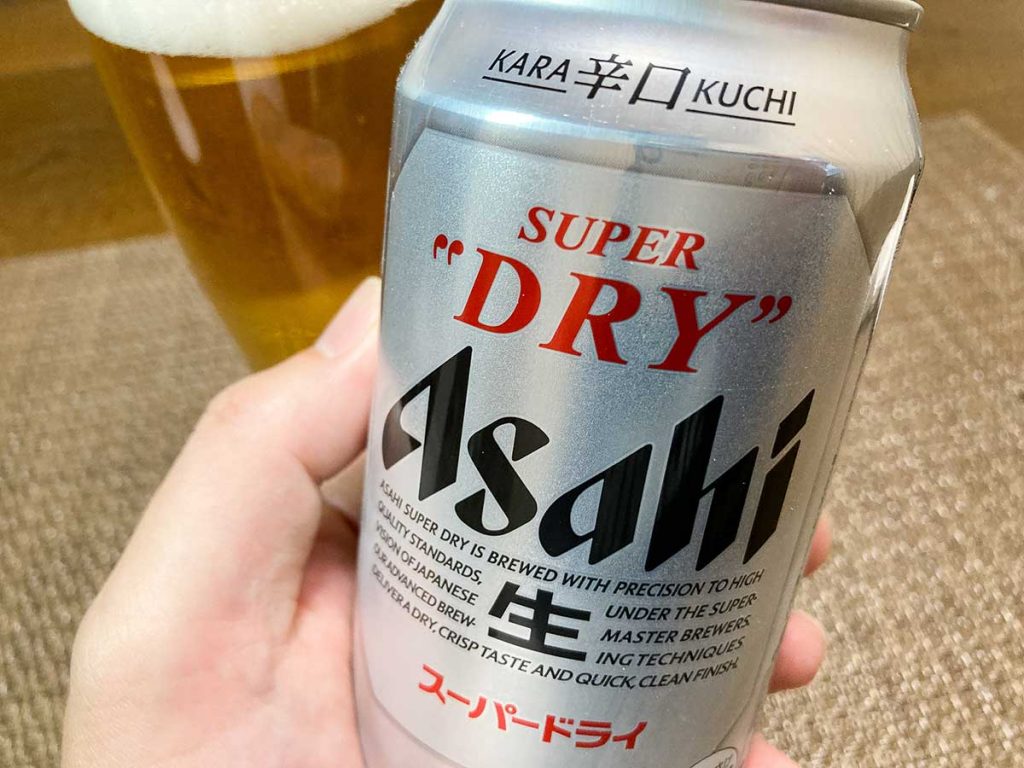 KARA 辛口 KUCHI
SUPER
"DRY"
Asahi
ASAHI SUPER DRY IS BREWED WITH PRECISION TO HIGH
QUALITY STANDARDS, UNDER THE SUPER-
VISION OF JAPANESE MASTER BREWERS.
OUR ADVANCED BREW- ING TECHNIQUES
DELIVER A DRY, CRISP TASTE AND QUICK, CLEAN FINISH.
生
スーパードライ